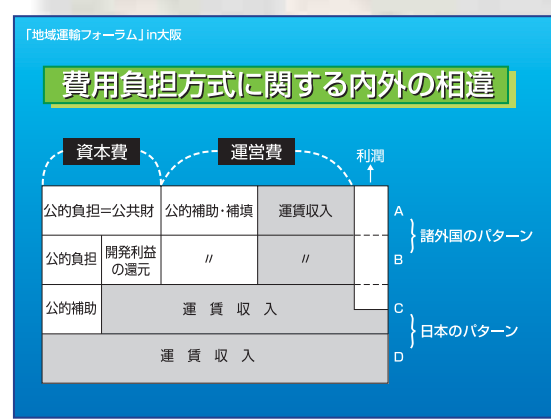 「地域運輸フォーラム」in大阪
費用負担方式に関する内外の相違
資本費
運営費
利潤
公的負担=公共財
公的補助・補填
運賃収入
A
諸外国のパターン
公的負担
開発利益
の還元
〃
〃
B
公的補助
運賃収入
C
日本のパターン
運賃収入
D